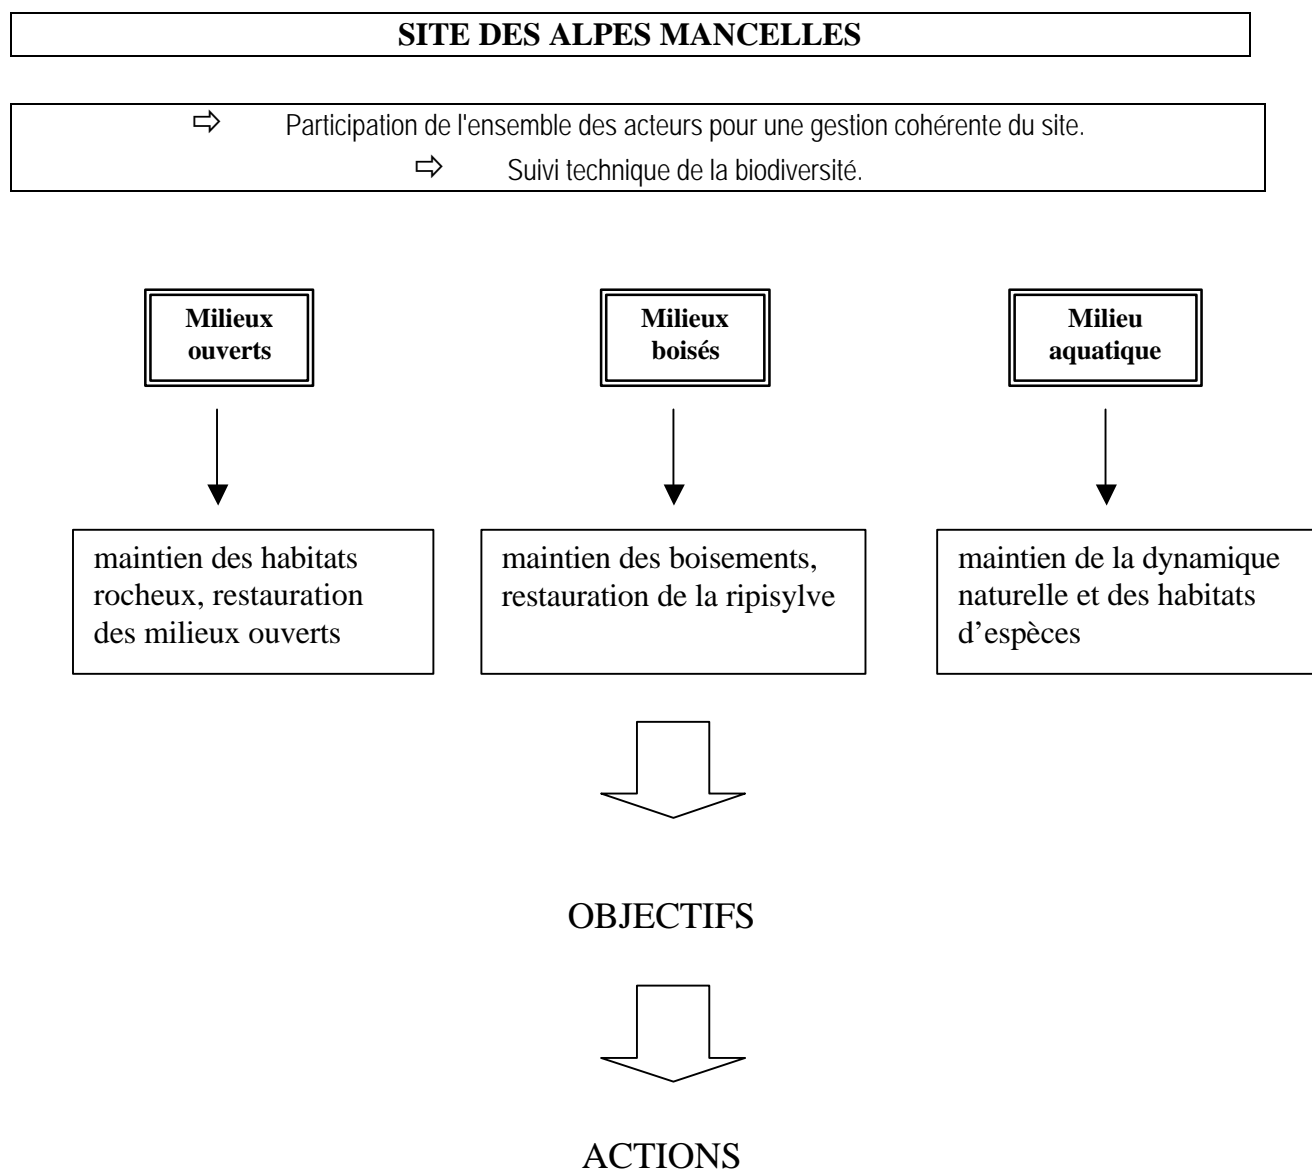 SITE DES ALPES MANCELLES
⇨ Participation de l'ensemble des acteurs pour une gestion cohérente du site.
⇨ Suivi technique de la biodiversité.
Milieux
ouverts
Milieux
boisés
Milieu
aquatique
maintien des habitats
rocheux, restauration
des milieux ouverts
maintien des boisements,
restauration de la ripisylve
maintien de la dynamique
naturelle et des habitats
d’espèces
OBJECTIFS
ACTIONS